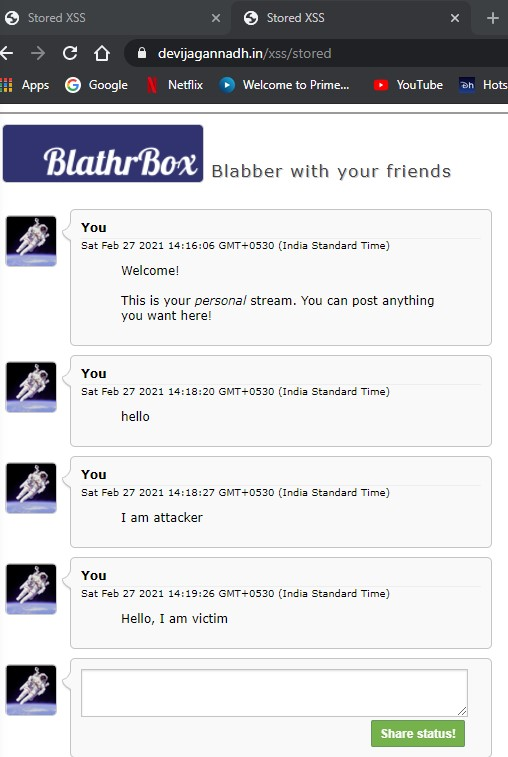 Stored XSS
Stored XSS
devijagannadh.in/xss/stored
Apps Google Netflix Welcome to Prime... YouTube Hots
BlathrBox Blabber with your friends
You
Sat Feb 27 2021 14:16:06 GMT+0530 (India Standard Time)
Welcome!
This is your personal stream. You can post anything
you want here!
You
Sat Feb 27 2021 14:18:20 GMT+0530 (India Standard Time)
hello
You
Sat Feb 27 2021 14:18:27 GMT+0530 (India Standard Time)
I am attacker
You
Sat Feb 27 2021 14:19:26 GMT+0530 (India Standard Time)
Hello, I am victim
Share status!